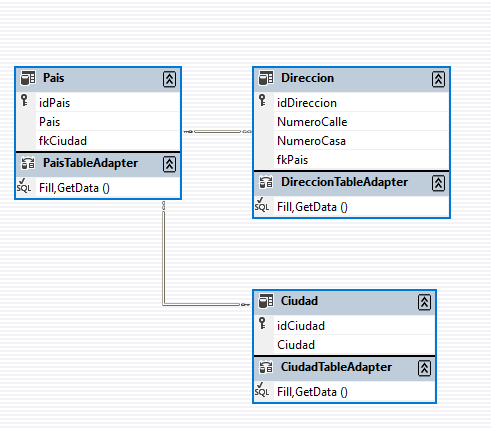 Pais
idPais
Pais
fkCiudad
PaisTableAdapter
SQL Fill,GetData ()
Direccion
idDireccion
NumeroCalle
NumeroCasa
fkPais
DireccionTableAdapter
SQL Fill,GetData ()
Ciudad
idCiudad
Ciudad
CiudadTableAdapter
SQL Fill,GetData ()